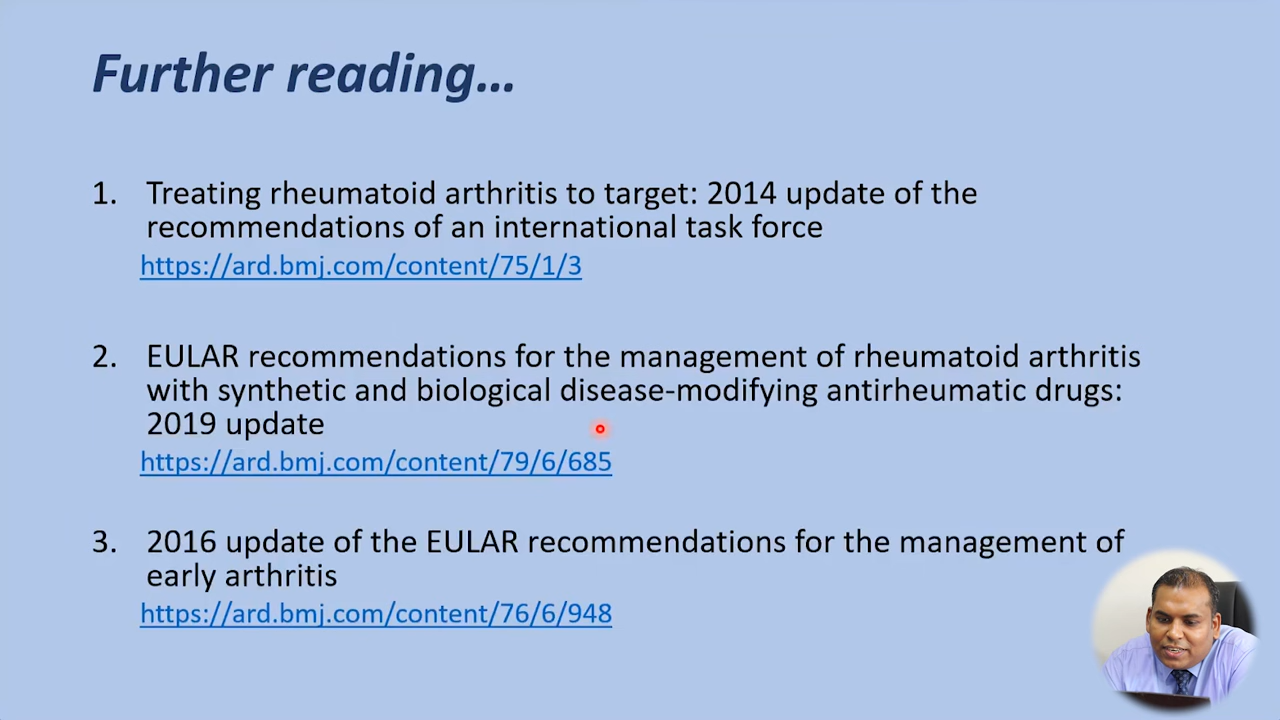 Further reading...
1. Treating rheumatoid arthritis to target: 2014 update of the
recommendations of an international task force
https://ard.bmj.com/content/75/1/3
2. EULAR recommendations for the management of rheumatoid arthritis
with synthetic and biological disease-modifying antirheumatic drugs:
2019 update
https://ard.bmj.com/content/79/6/685
3. 2016 update of the EULAR recommendations for the management of
early arthritis
https://ard.bmj.com/content/76/6/948